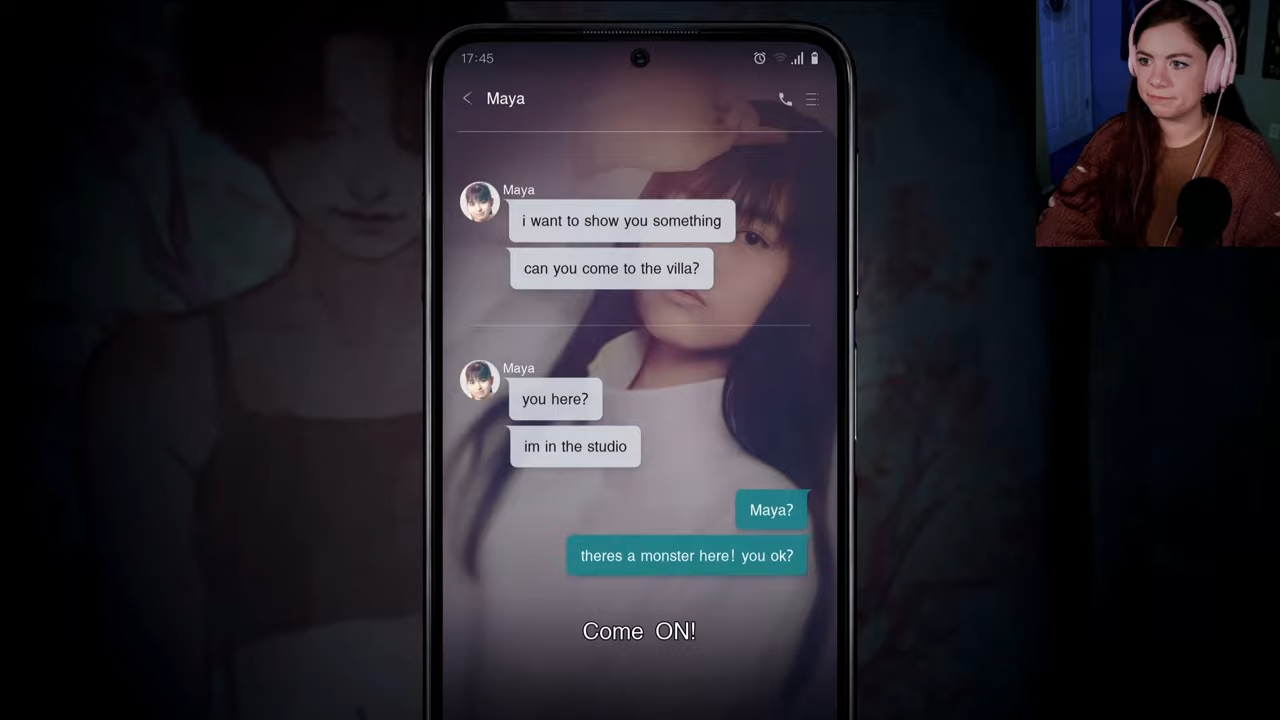 17:45
Maya
Maya
i want to show you something
can you come to the villa?
Maya
you here?
im in the studio
Maya?
theres a monster here! you ok?
Come ON!